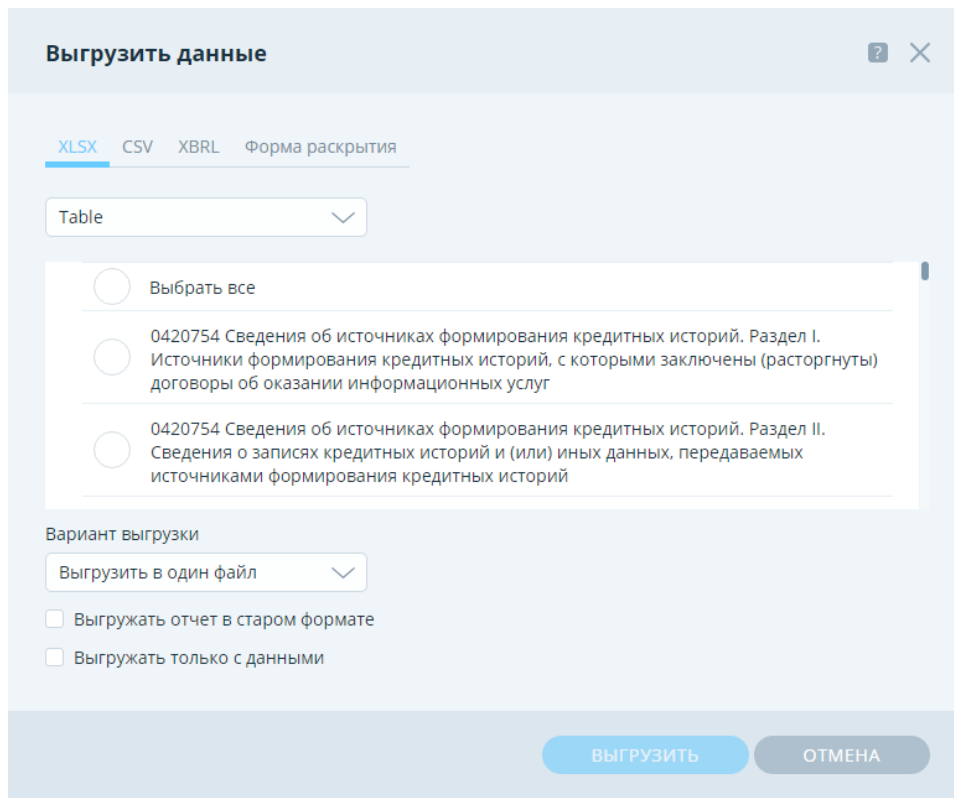 Выгрузить данные
?
XLSX CSV XBRL Форма раскрытия
Table
Выбрать все
0420754 Сведения об источниках формирования кредитных историй. Раздел I.
Источники формирования кредитных историй, с которыми заключены (расторгнуты)
договоры об оказании информационных услуг
0420754 Сведения об источниках формирования кредитных историй. Раздел II.
Сведения о записях кредитных историй и (или) иных данных, передаваемых
источниками формирования кредитных историй
Вариант выгрузки
Выгрузить в один файл
Выгружать отчет в старом формате
Выгружать только с данными
ВЫГРУЗИТЬ ОТМЕНА